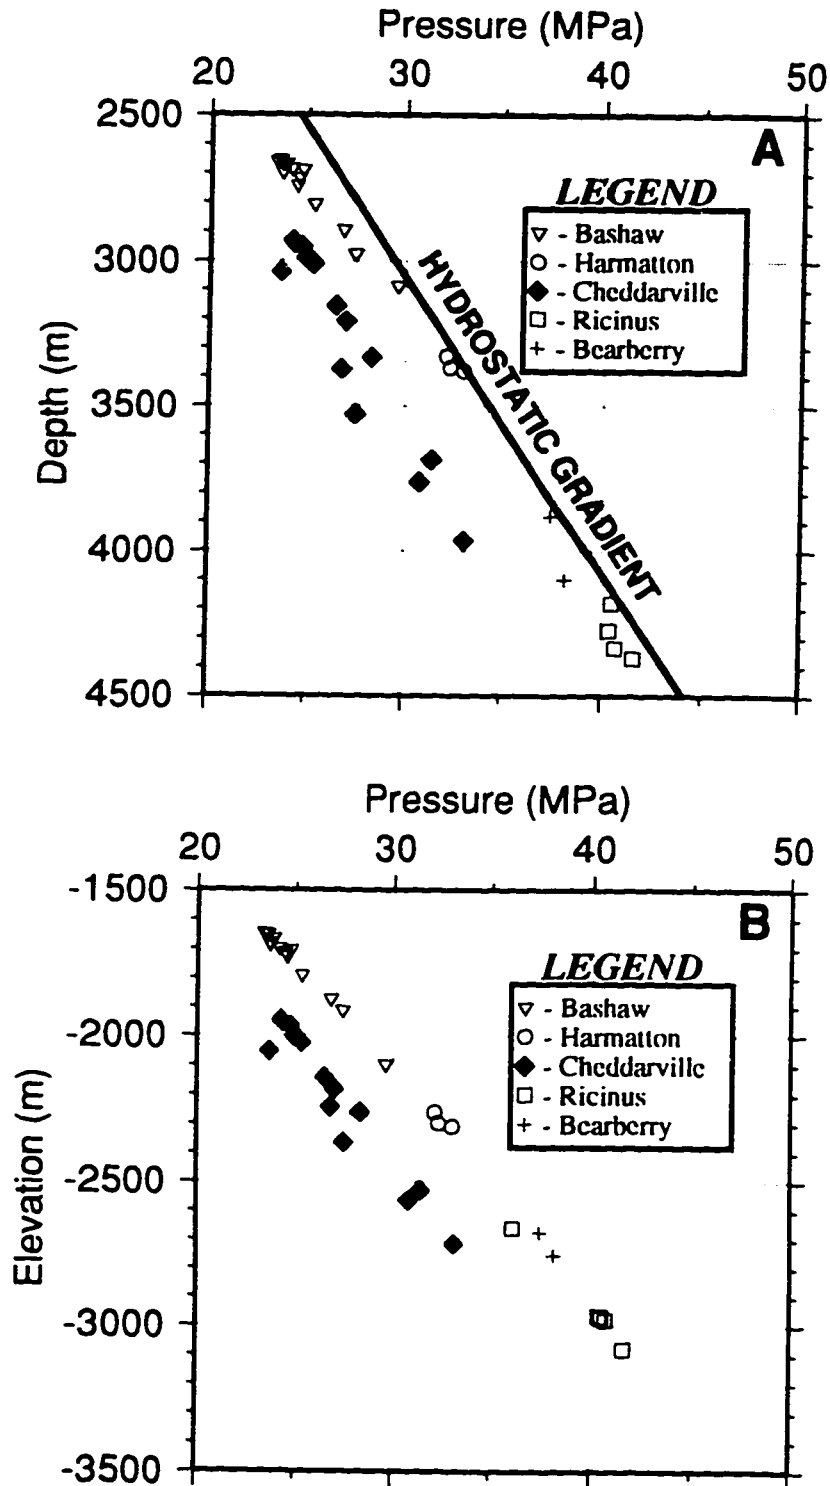 Pressure (MPa)
20 30 40 50
2500
3000
3500
4000
4500
Depth (m)
A
LEGEND
▽ - Bashaw
○ - Harmatton
◆ - Cheddarville
□ - Ricinus
+ - Bearberry
HYDROSTATIC GRADIENT
Pressure (MPa)
20 30 40 50
-1500
-2000
-2500
-3000
-3500
Elevation (m)
B
LEGEND
▽ - Bashaw
○ - Harmatton
◆ - Cheddarville
□ - Ricinus
+ - Bearberry